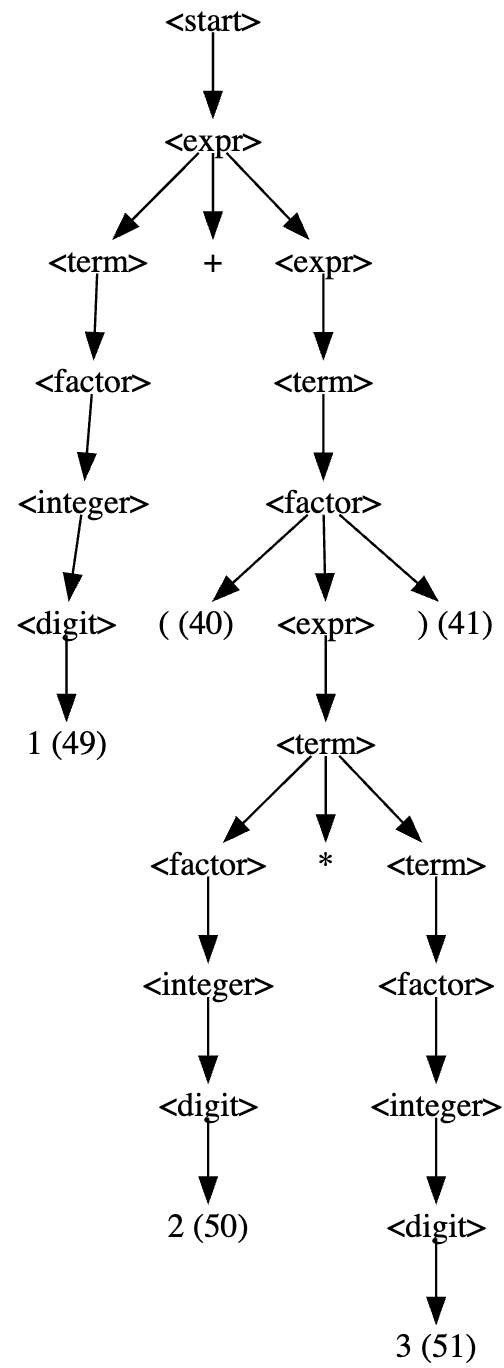 <start>
<expr>
<term> + <expr>
<factor> <term>
<integer> <factor>
<digit> ( (40) <expr> ) (41)
1 (49) <term>
<factor> * <term>
<integer> <factor>
<digit> <integer>
2 (50) <digit>
3 (51)